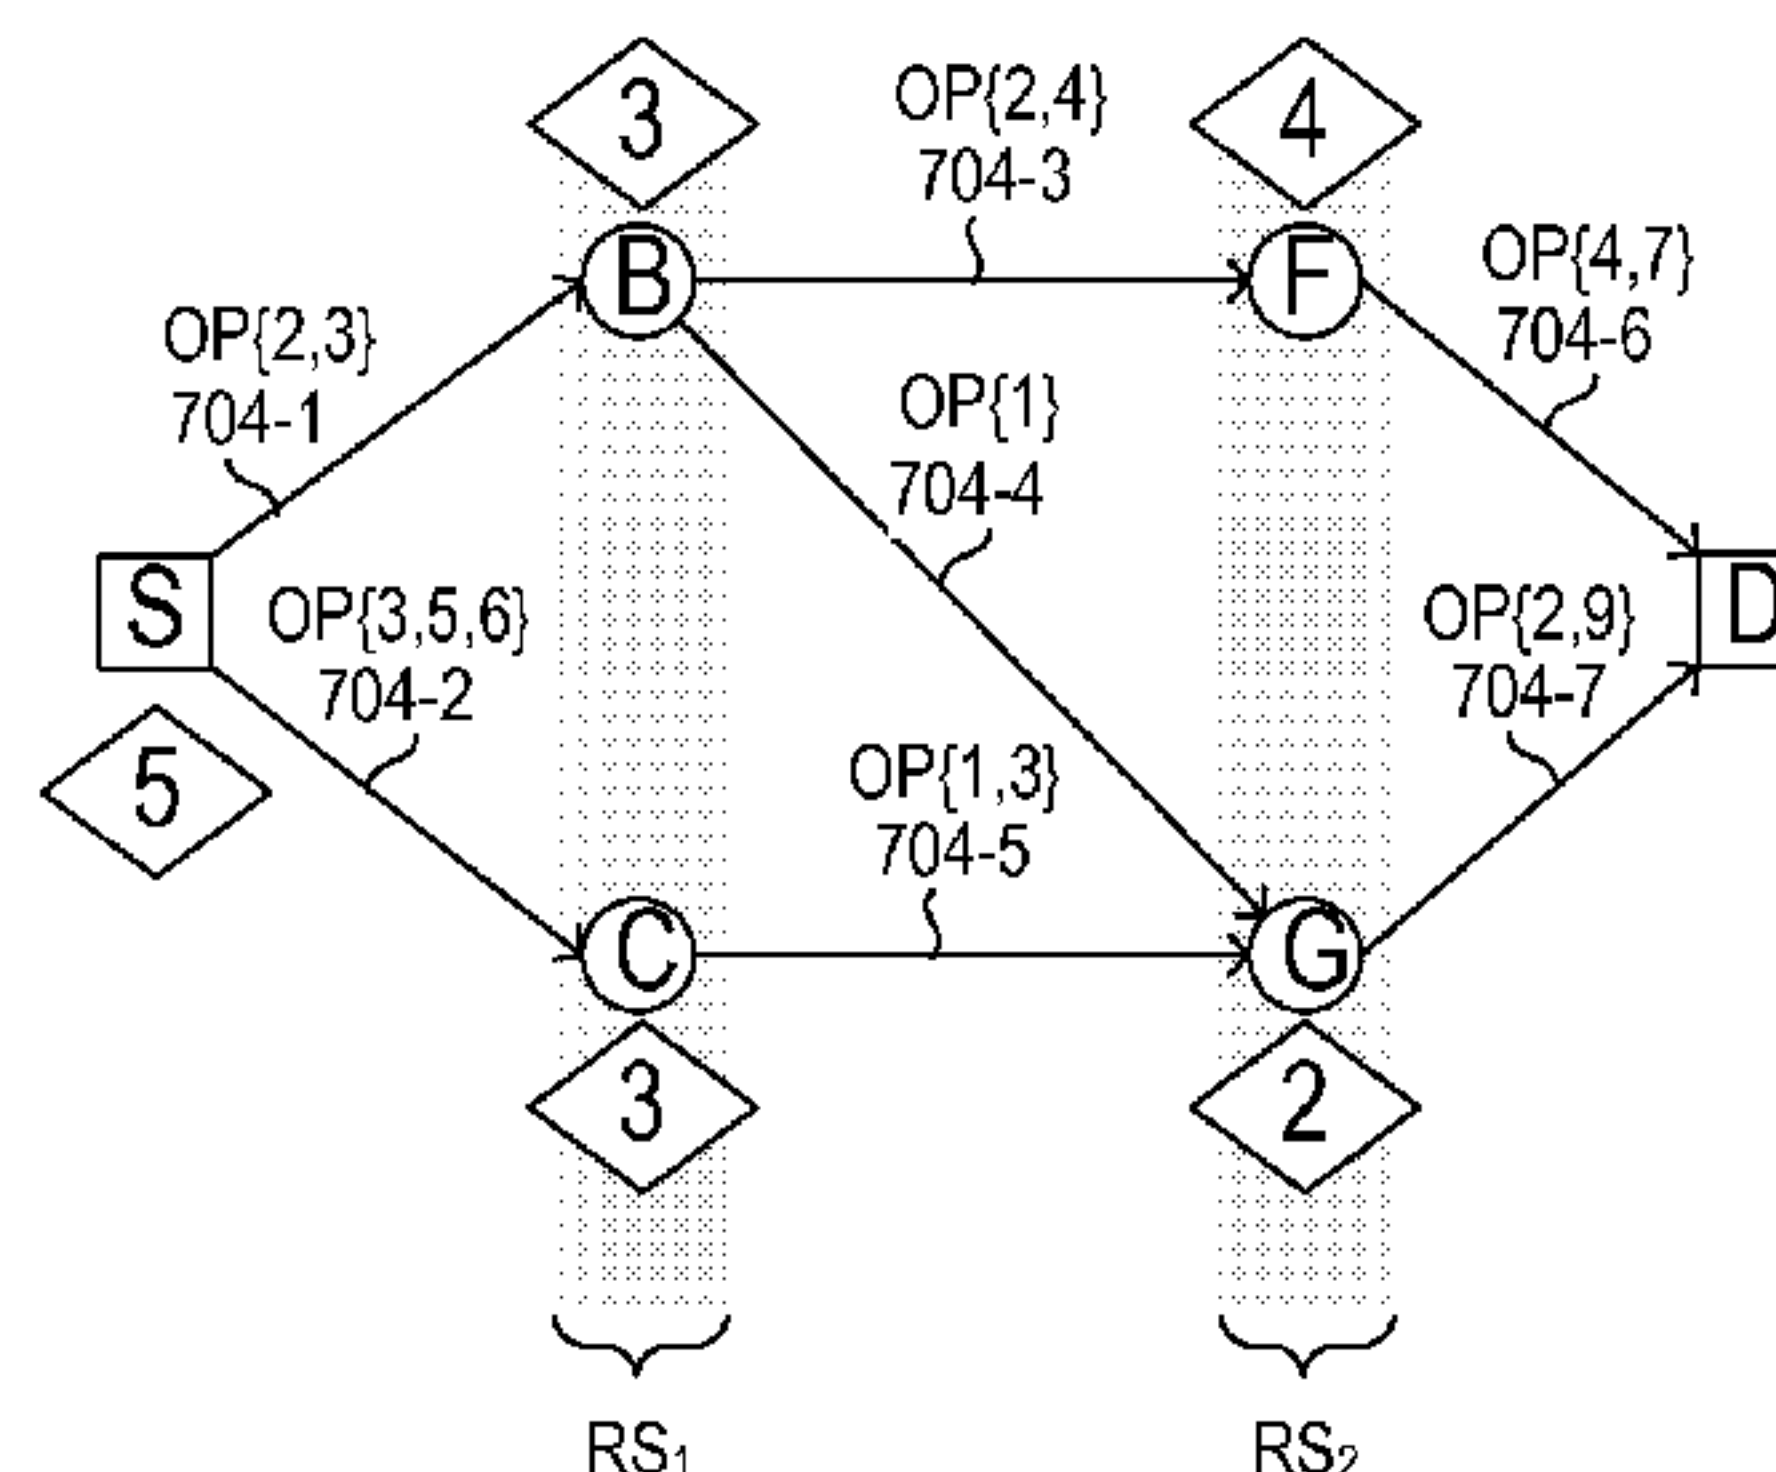 3
4
OP{2,4}
704-3
B
F
OP{4,7}
704-6
OP{2,3}
704-1
OP{1}
704-4
S
D
OP{3,5,6}
704-2
OP{2,9}
704-7
5
OP{1,3}
704-5
C
G
3
2
RS₁
RS₂